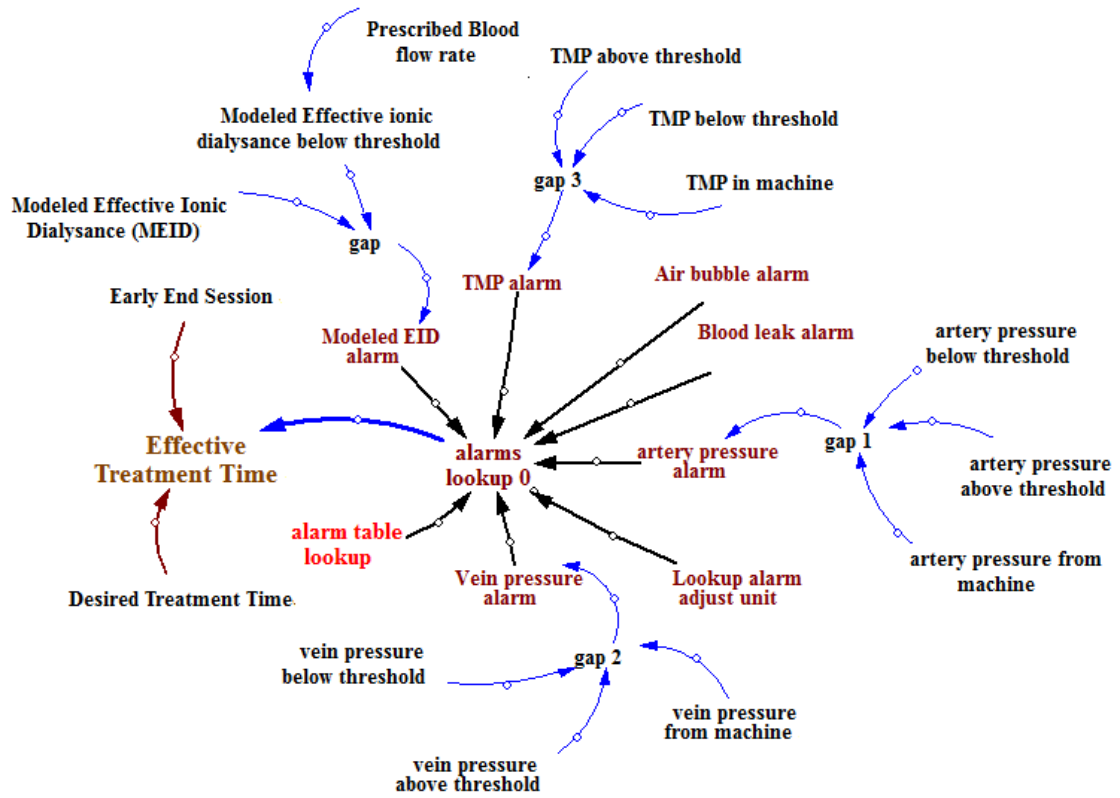 Prescribed Blood
flow rate
TMP above threshold
Modeled Effective ionic
dialysance below threshold
TMP below threshold
gap 3
TMP in machine
Modeled Effective Ionic
Dialysance (MEID)
gap
TMP alarm
Air bubble alarm
Early End Session
Modeled EID
alarm
Blood leak alarm
artery pressure
below threshold
Effective
Treatment Time
alarms
lookup 0
artery pressure
alarm
gap 1
artery pressure
above threshold
alarm table
lookup
artery pressure from
machine
Desired Treatment Time
Vein pressure
alarm
Lookup alarm
adjust unit
vein pressure
below threshold
gap 2
vein pressure
from machine
vein pressure
above threshold